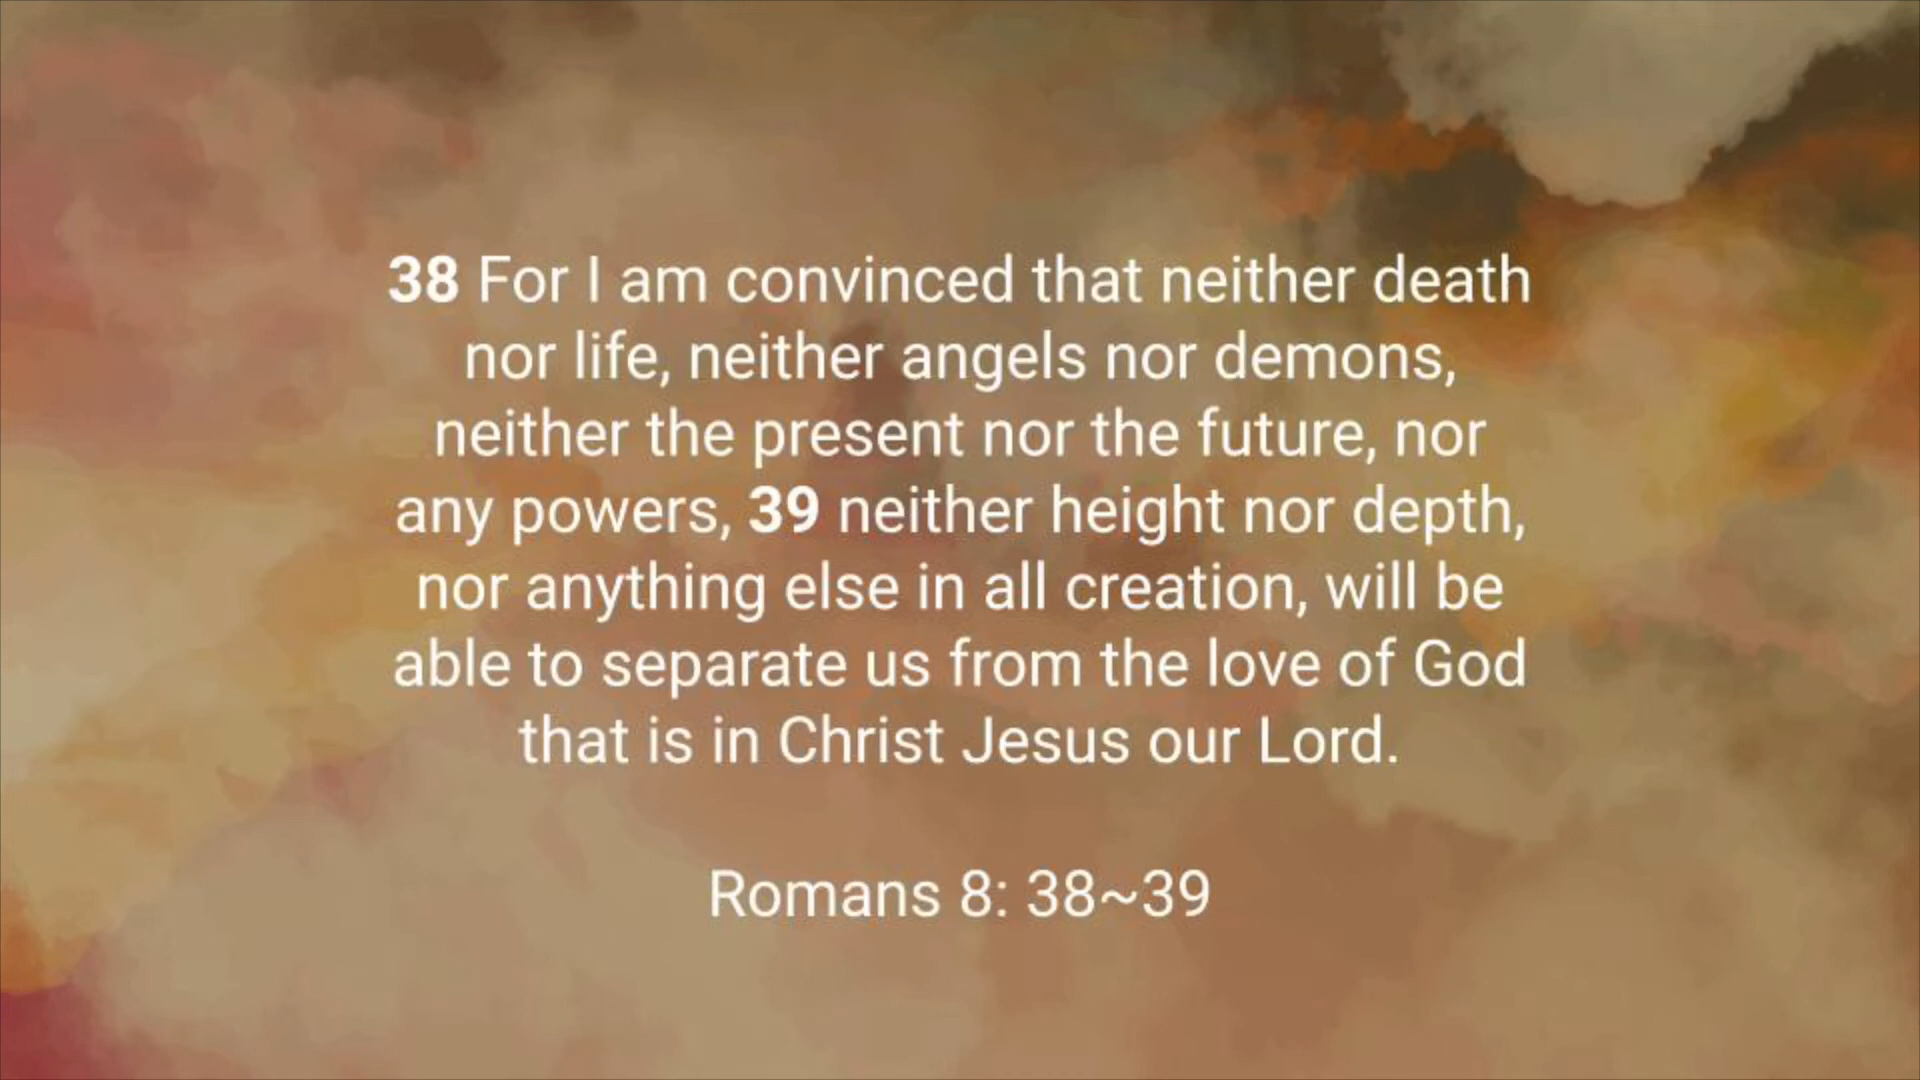 38 For I am convinced that neither death
nor life, neither angels nor demons,
neither the present nor the future, nor
any powers, 39 neither height nor depth,
nor anything else in all creation, will be
able to separate us from the love of God
that is in Christ Jesus our Lord.
Romans 8: 38~39